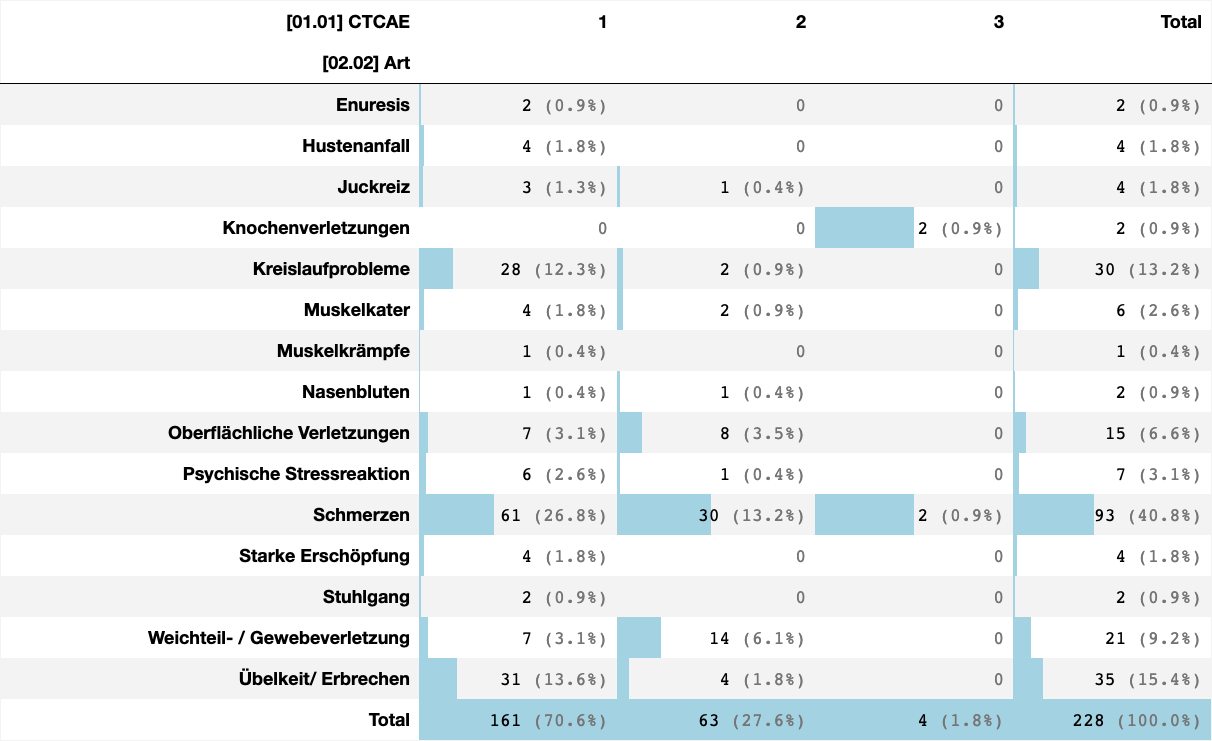 [01.01] CTCAE 1 2 3 Total
[02.02] Art
Enuresis 2 (0.9%) 0 0 2 (0.9%)
Hustenanfall 4 (1.8%) 0 0 4 (1.8%)
Juckreiz 3 (1.3%) 1 (0.4%) 0 4 (1.8%)
Knochenverletzungen 0 0 2 (0.9%) 2 (0.9%)
Kreislaufprobleme 28 (12.3%) 2 (0.9%) 0 30 (13.2%)
Muskelkater 4 (1.8%) 2 (0.9%) 0 6 (2.6%)
Muskelkrämpfe 1 (0.4%) 0 0 1 (0.4%)
Nasenbluten 1 (0.4%) 1 (0.4%) 0 2 (0.9%)
Oberflächliche Verletzungen 7 (3.1%) 8 (3.5%) 0 15 (6.6%)
Psychische Stressreaktion 6 (2.6%) 1 (0.4%) 0 7 (3.1%)
Schmerzen 61 (26.8%) 30 (13.2%) 2 (0.9%) 93 (40.8%)
Starke Erschöpfung 4 (1.8%) 0 0 4 (1.8%)
Stuhlgang 2 (0.9%) 0 0 2 (0.9%)
Weichteil- / Gewebeverletzung 7 (3.1%) 14 (6.1%) 0 21 (9.2%)
Übelkeit/ Erbrechen 31 (13.6%) 4 (1.8%) 0 35 (15.4%)
Total 161 (70.6%) 63 (27.6%) 4 (1.8%) 228 (100.0%)